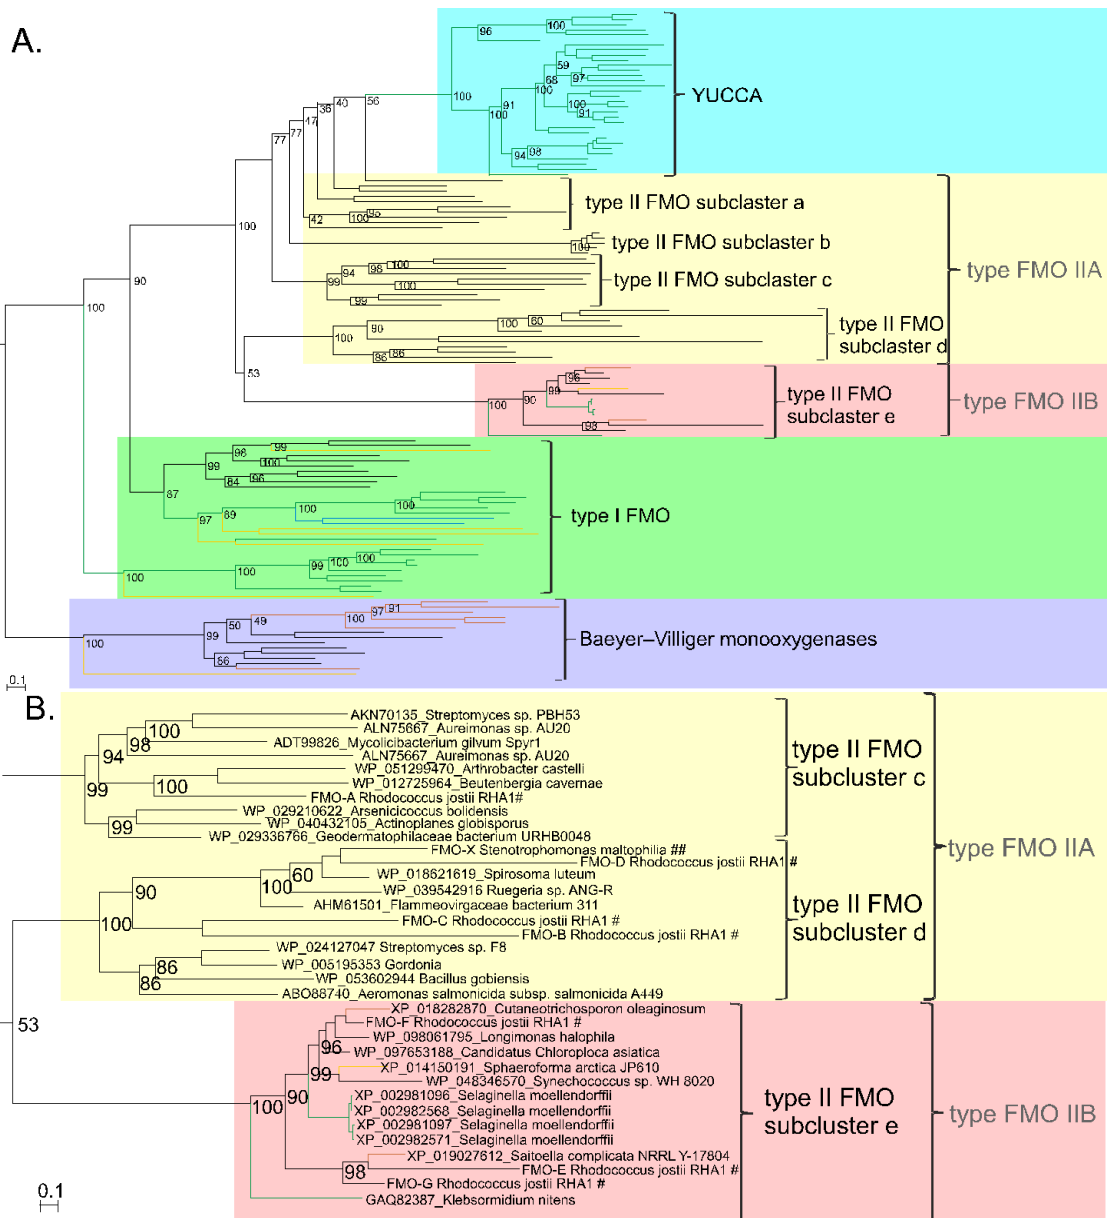 A.
96
100
59
68
97
100
100
91
100
100
91
94
98
YUCCA
56
40
36
47
77
77
100
90
100
type II FMO subclaster a
42
100
95
type II FMO subclaster b
100
type II FMO subclaster c
94
98
100
99
100
99
type FMO IIA
type II FMO
subclaster d
90
100
60
100
86
86
53
type II FMO
subclaster e
96
99
90
100
98
type FMO IIB
type I FMO
99
96
99
100
84
96
87
97
89
100
100
100
100
99
100
100
Baeyer–Villiger monooxygenases
91
97
100
49
50
99
100
66
0.1
B.
AKN70135_Streptomyces sp. PBH53
ALN75667_Aureimonas sp. AU20
ADT99826_Mycolicibacterium gilvum Spyr1
ALN75667_Aureimonas sp. AU20
WP_051299470_Arthrobacter castelli
WP_012725964_Beutenbergia cavernae
FMO-A Rhodococcus jostii RHA1#
WP_029210622_Arsenicicoccus bolidensis
WP_040432105_Actinoplanes globisporus
WP_029336766_Geodermatophilaceae bacterium URHB0048
100
98
94
99
100
99
type II FMO
subcluster c
type FMO IIA
FMO-X Stenotrophomonas maltophilia ##
FMO-D Rhodococcus jostii RHA1 #
WP_018621619_Spirosoma luteum
WP_039542916 Ruegeria sp. ANG-R
AHM61501_Flammeovirgaceae bacterium 311
FMO-C Rhodococcus jostii RHA1 #
FMO-B Rhodococcus jostii RHA1 #
WP_024127047 Streptomyces sp. F8
WP_005195353 Gordonia
WP_053602944 Bacillus gobiensis
ABO88740_Aeromonas salmonicida subsp. salmonicida A449
60
90
100
100
86
86
type II FMO
subcluster d
53
XP_018282870_Cutaneotrichosporon oleaginosum
FMO-F Rhodococcus jostii RHA1 #
WP_098061795_Longimonas halophila
WP_097653188_Candidatus Chloroploca asiatica
XP_014150191_Sphaeroforma arctica JP610
WP_048346570_Synechococcus sp. WH 8020
XP_002981096_Selaginella moellendorffii
XP_002982568_Selaginella moellendorffii
XP_002981097_Selaginella moellendorffii
XP_002982571_Selaginella moellendorffii
XP_019027612_Saitoella complicata NRRL Y-17804
FMO-E Rhodococcus jostii RHA1 #
FMO-G Rhodococcus jostii RHA1 #
GAQ82387_Klebsormidium nitens
96
99
90
100
98
type II FMO
subcluster e
type FMO IIB
0.1